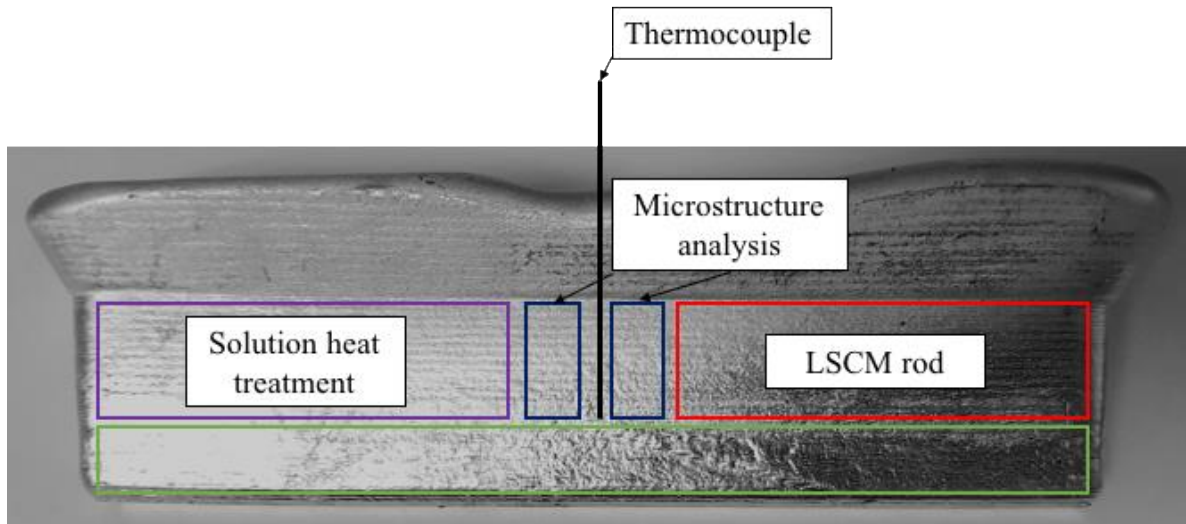 Thermocouple
Microstructure
analysis
Solution heat
treatment
LSCM rod